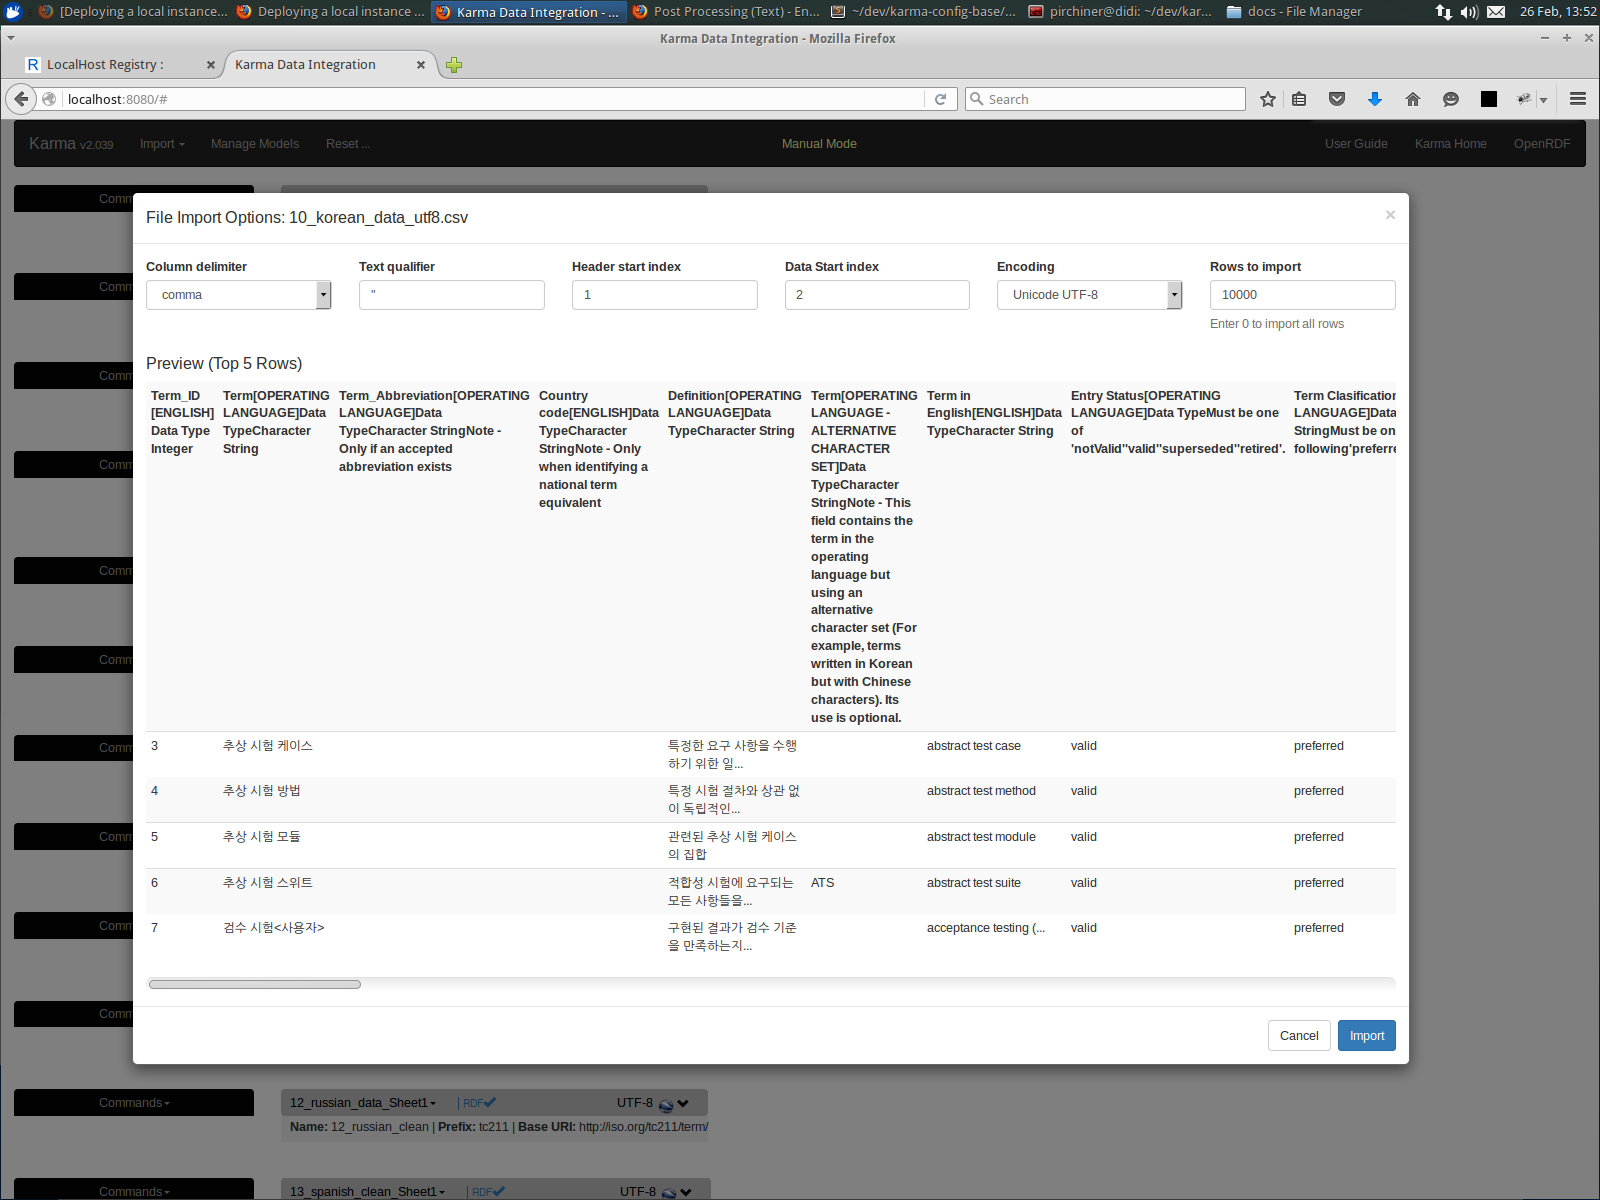 [Deploying a local instance... Deploying a local instance ... Karma Data Integration - ... Post Processing (Text) - En... ~/dev/karma-config-base/... pirchiner@didi: ~/dev/kar... docs - File Manager 26 Feb, 13:52
Karma Data Integration - Mozilla Firefox
LocalHost Registry : Karma Data Integration
localhost:8080/# Search
Karma v2.039 Import Manage Models Reset ... Manual Mode User Guide Karma Home OpenRDF
Comm
File Import Options: 10_korean_data_utf8.csv ×
Column delimiter Text qualifier Header start index Data Start index Encoding Rows to import
Comm
comma " 1 2 Unicode UTF-8 10000
Enter 0 to import all rows
Preview (Top 5 Rows)
Comm
Term_ID
[ENGLISH]
Data Type
Integer
Term[OPERATING
LANGUAGE]Data
TypeCharacter
String
Term_Abbreviation[OPERATING
LANGUAGE]Data
TypeCharacter StringNote -
Only if an accepted
abbreviation exists
Country
code[ENGLISH]Data
TypeCharacter
StringNote - Only
when identifying a
national term
equivalent
Definition[OPERATING
LANGUAGE]Data
TypeCharacter String
Term[OPERATING
LANGUAGE -
ALTERNATIVE
CHARACTER
SET]Data
TypeCharacter
StringNote - This
field contains the
term in the
operating
language but
using an
alternative
character set (For
example, terms
written in Korean
but with Chinese
characters). Its
use is optional.
Term in
English[ENGLISH]Data
TypeCharacter String
Entry Status[OPERATING
LANGUAGE]Data TypeMust be one
of
'notValid''valid''superseded''retired'.
Term Clasification
LANGUAGE]Data
StringMust be on
following'preferre
Comm
Comm
Comm
Comm
3 추상 시험 케이스 특정한 요구 사항을 수행 abstract test case valid preferred
하기 위한 일...
4 추상 시험 방법 특정 시험 절차와 상관 없 abstract test method valid preferred
이 독립적인...
Comm
5 추상 시험 모듈 관련된 추상 시험 케이스 abstract test module valid preferred
의 집합
6 추상 시험 스위트 적합성 시험에 요구되는 ATS abstract test suite valid preferred
모든 사항들을...
Comm
7 검수 시험<사용자> 구현된 결과가 검수 기준 acceptance testing (... valid preferred
을 만족하는지...
Comm
Cancel Import
Commands 12_russian_data_Sheet1 | RDF UTF-8
Name: 12_russian_clean | Prefix: tc211 | Base URI: http://iso.org/tc211/term/
Commands 13_spanish_clean_Sheet1 | RDF UTF-8